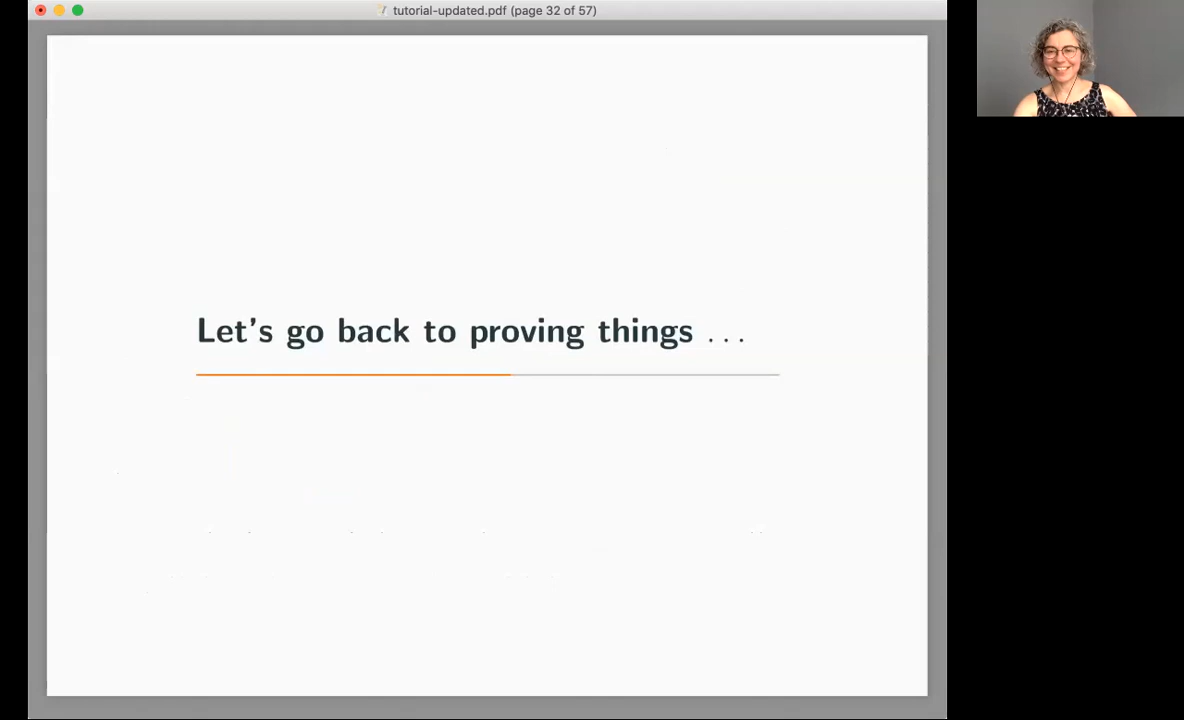 tutorial-updated.pdf (page 32 of 57)
Let's go back to proving things ...